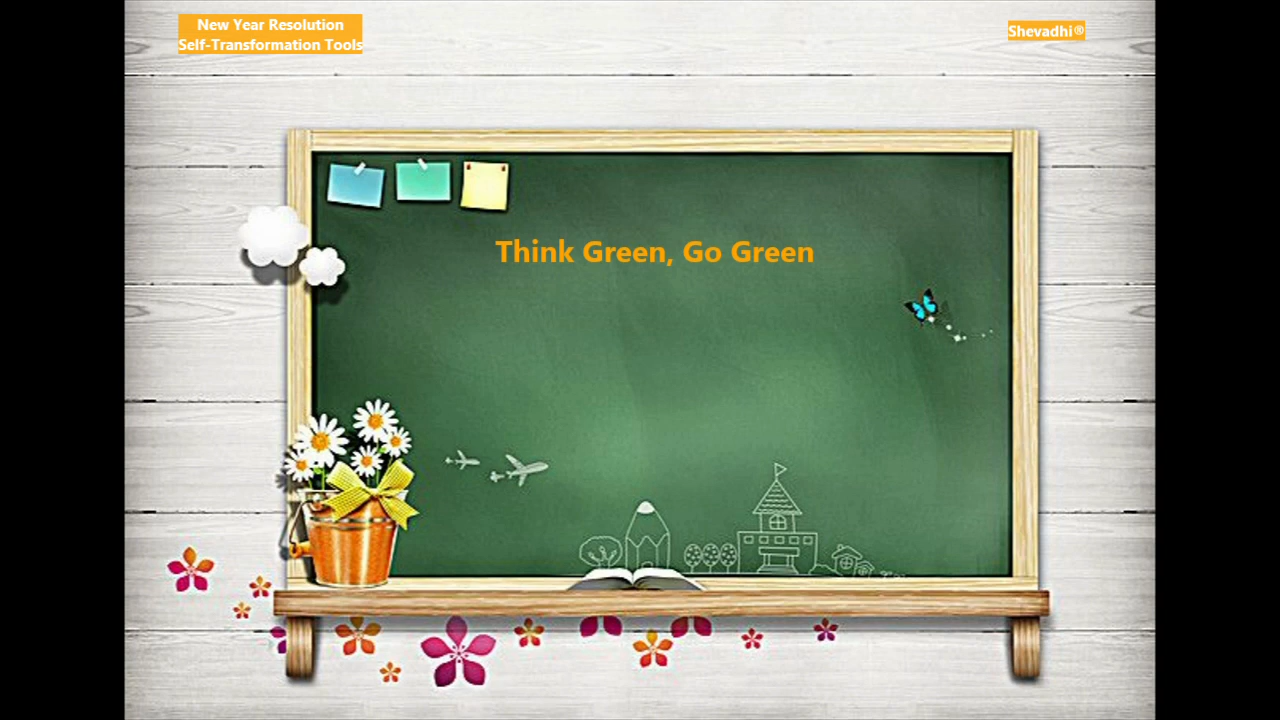 New Year Resolution
Self-Transformation Tools
Shevadhi®
Think Green, Go Green